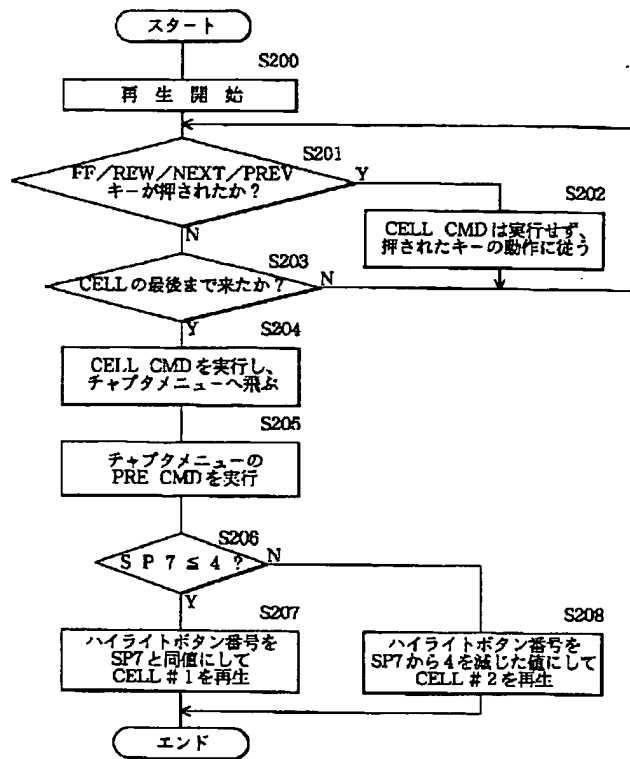 スタート
S200
再生開始
S201
FF/REW/NEXT/PREV
キーが押されたか?
Y
S202
CELL CMDは実行せず、
押されたキーの動作に従う
N
S203
CELLの最後まで来たか?
N
Y
S204
CELL CMDを実行し、
チャプタメニューへ飛ぶ
S205
チャプタメニューの
PRE CMDを実行
S206
SP7≦4?
N
Y
S207
ハイライトボタン番号を
SP7と同値にして
CELL#1を再生
S208
ハイライトボタン番号を
SP7から4を減じた値にして
CELL#2を再生
エンド